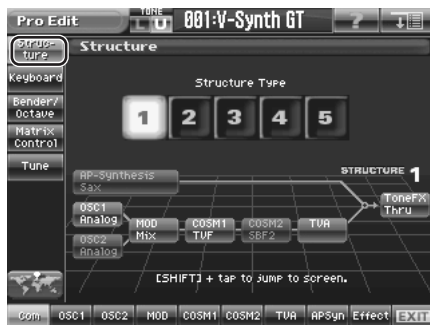 Pro Edit
TONE
U
001:V-Synth GT
?
Struc-
ture
Structure
Keyboard
Bender/
Octave
Matrix
Control
Tune
Structure Type
1 2 3 4 5
STRUCTURE 1
AP-Synthesis
Sax
OSC1
Analog
OSC2
Analog
MOD
Mix
COSM1
TVF
COSM2
SBF2
TVA
ToneFX
Thru
[SHIFT] + tap to jump to screen.
Com OSC1 OSC2 MOD COSM1 COSM2 TVA APSyn Effect EXIT